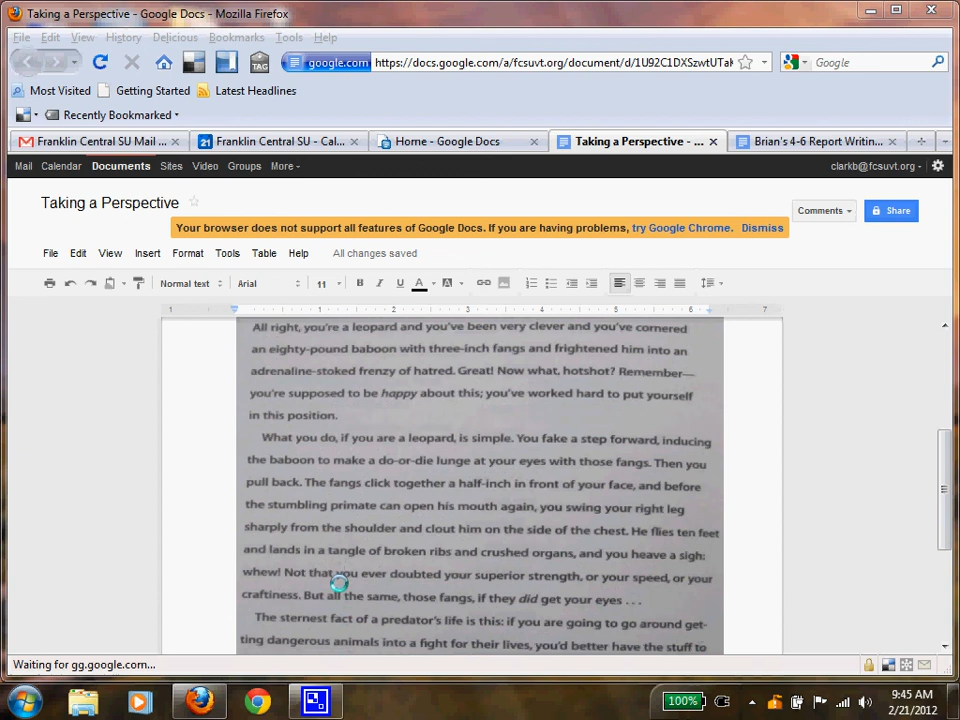 Taking a Perspective - Google Docs - Mozilla Firefox
File Edit View History Delicious Bookmarks Tools Help
TAG google.com https://docs.google.com/a/fcsuvt.org/document/d/1U92C1DXSzwtUTak Google
Most Visited Getting Started Latest Headlines
Recently Bookmarked
Franklin Central SU Mail ... 21 Franklin Central SU - Cal... Home - Google Docs Taking a Perspective - ... Brian's 4-6 Report Writin...
Mail Calendar Documents Sites Video Groups More clarkb@fcsuvt.org
Taking a Perspective
Comments Share
Your browser does not support all features of Google Docs. If you are having problems, try Google Chrome. Dismiss
File Edit View Insert Format Tools Table Help All changes saved
Normal text Arial 11 B I U A A
1 1 2 3 4 5 6 7
All right, you're a leopard and you've been very clever and you've cornered
an eighty-pound baboon with three-inch fangs and frightened him into an
adrenaline-stoked frenzy of hatred. Great! Now what, hotshot? Remember—
you're supposed to be happy about this; you've worked hard to put yourself
in this position.
What you do, if you are a leopard, is simple. You fake a step forward, inducing
the baboon to make a do-or-die lunge at your eyes with those fangs. Then you
pull back. The fangs click together a half-inch in front of your face, and before
the stumbling primate can open his mouth again, you swing your right leg
sharply from the shoulder and clout him on the side of the chest. He flies ten feet
and lands in a tangle of broken ribs and crushed organs, and you heave a sigh:
whew! Not that you ever doubted your superior strength, or your speed, or your
craftiness. But all the same, those fangs, if they did get your eyes . . .
The sternest fact of a predator's life is this: if you are going to go around get-
ting dangerous animals into a fight for their lives, you'd better have the stuff to
Waiting for gg.google.com...
100% 9:45 AM
2/21/2012